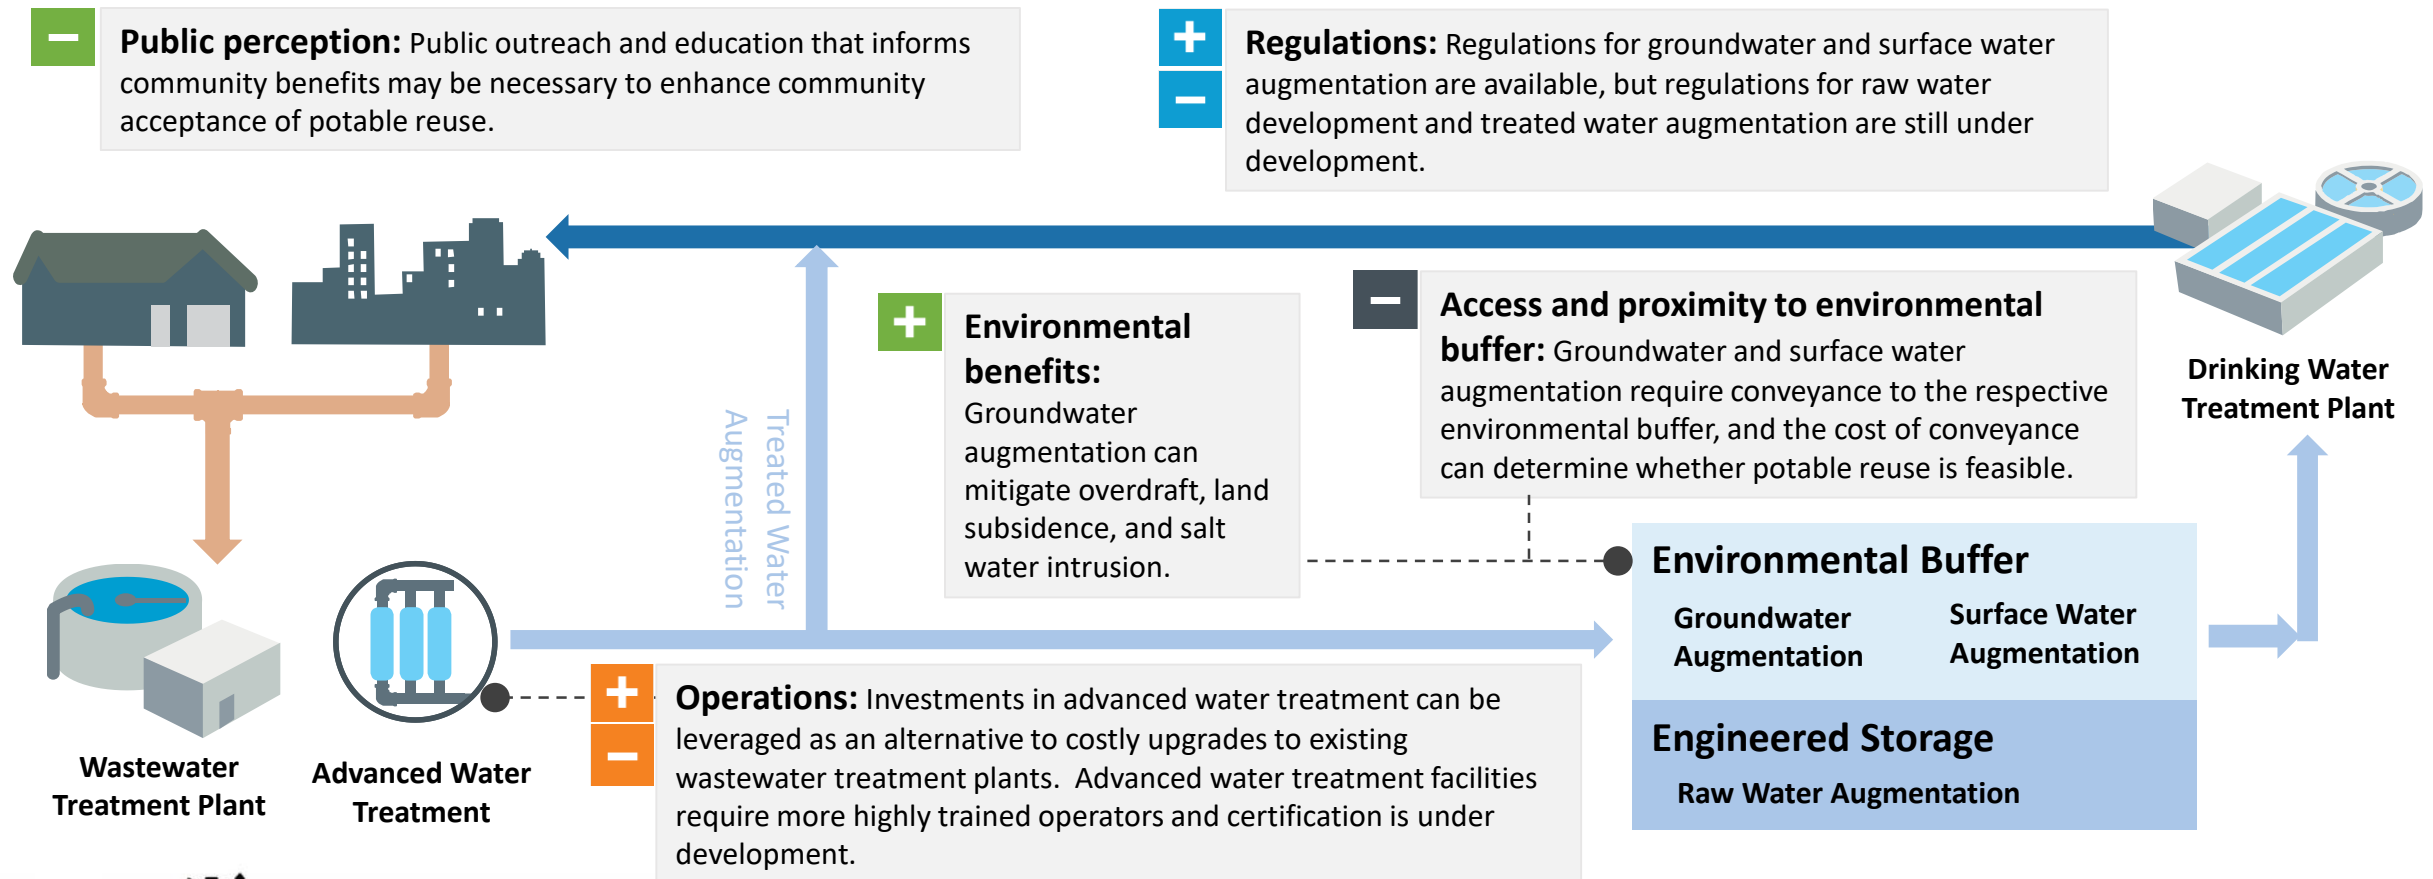 Public perception: Public outreach and education that informs
community benefits may be necessary to enhance community
acceptance of potable reuse.
Regulations: Regulations for groundwater and surface water
augmentation are available, but regulations for raw water
development and treated water augmentation are still under
development.
Treated Water
Augmentation
Environmental
benefits:
Groundwater
augmentation can
mitigate overdraft, land
subsidence, and salt
water intrusion.
Access and proximity to environmental
buffer: Groundwater and surface water
augmentation require conveyance to the respective
environmental buffer, and the cost of conveyance
can determine whether potable reuse is feasible.
Drinking Water
Treatment Plant
Environmental Buffer
Groundwater
Augmentation
Surface Water
Augmentation
Engineered Storage
Raw Water Augmentation
Wastewater
Treatment Plant
Advanced Water
Treatment
Operations: Investments in advanced water treatment can be
leveraged as an alternative to costly upgrades to existing
wastewater treatment plants.  Advanced water treatment facilities
require more highly trained operators and certification is under
development.